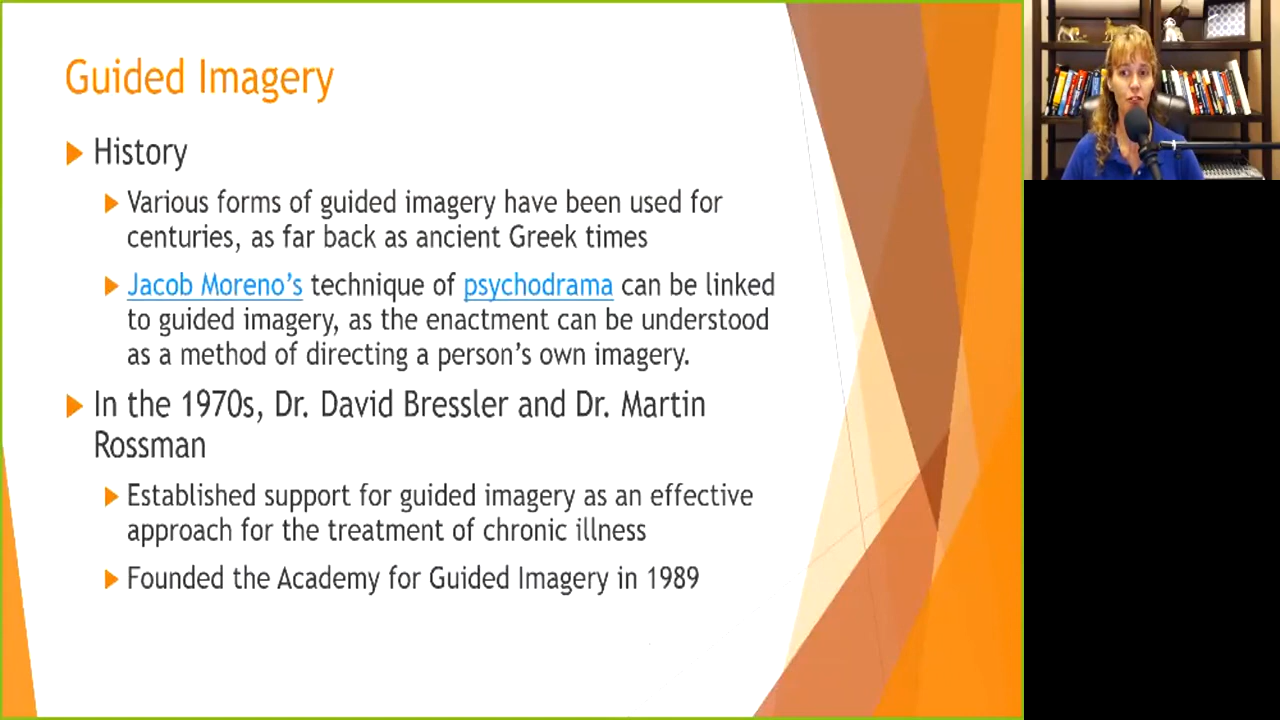 Guided Imagery
History
Various forms of guided imagery have been used for
centuries, as far back as ancient Greek times
Jacob Moreno's technique of psychodrama can be linked
to guided imagery, as the enactment can be understood
as a method of directing a person's own imagery.
In the 1970s, Dr. David Bressler and Dr. Martin
Rossman
Established support for guided imagery as an effective
approach for the treatment of chronic illness
Founded the Academy for Guided Imagery in 1989